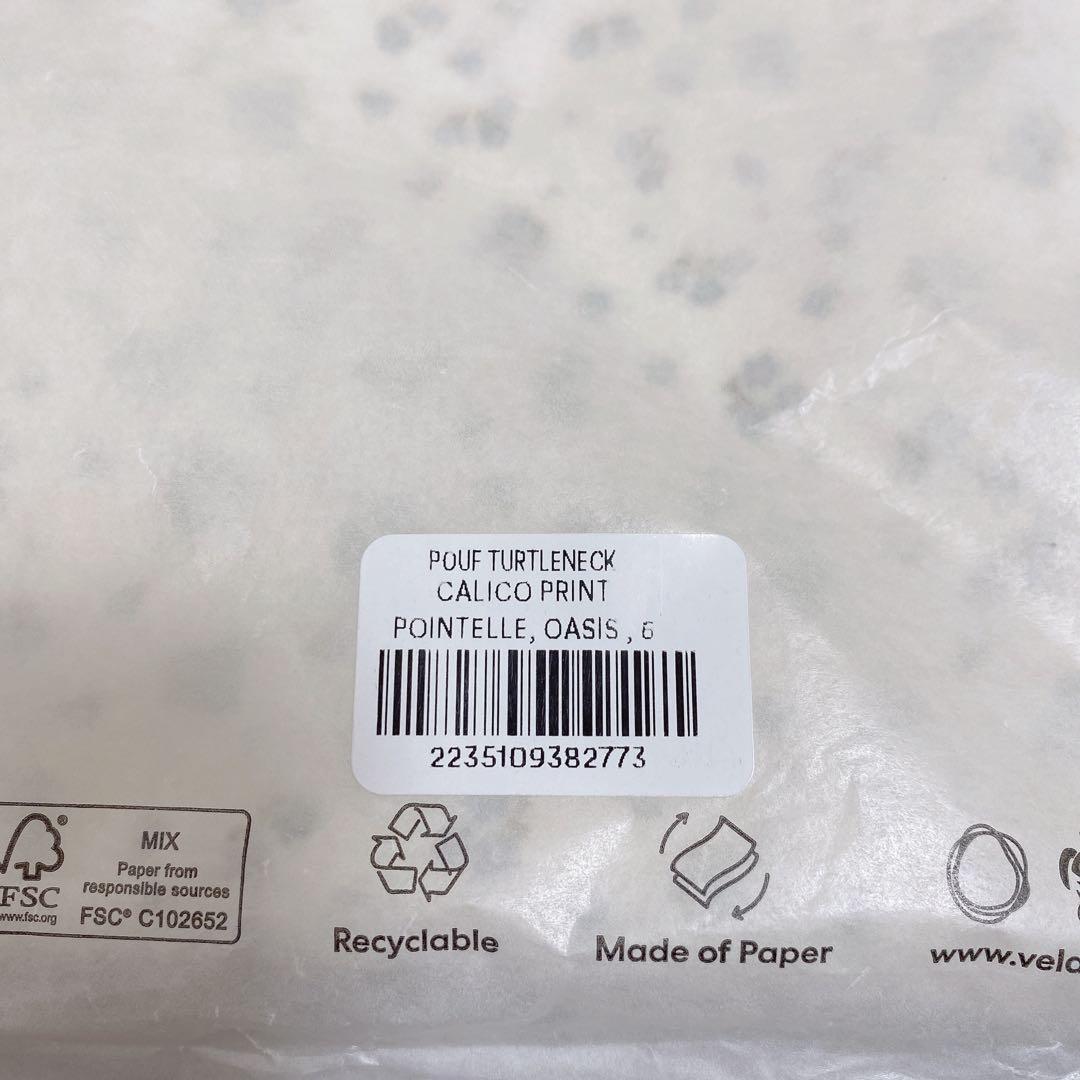 POUF TURTLENECK
CALICO PRINT
POINTELLE, OASIS , 6
2235109382773
FSC
www.fsc.org
MIX
Paper from
responsible sources
FSC® C102652
Recyclable
Made of Paper
www.vela